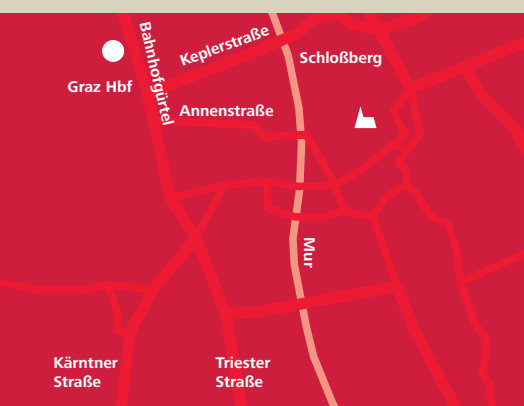 Bahnhofgürtel
Keplerstraße
Schloßberg
Graz Hbf
Annenstraße
Mur
Kärntner
Straße
Triester
Straße